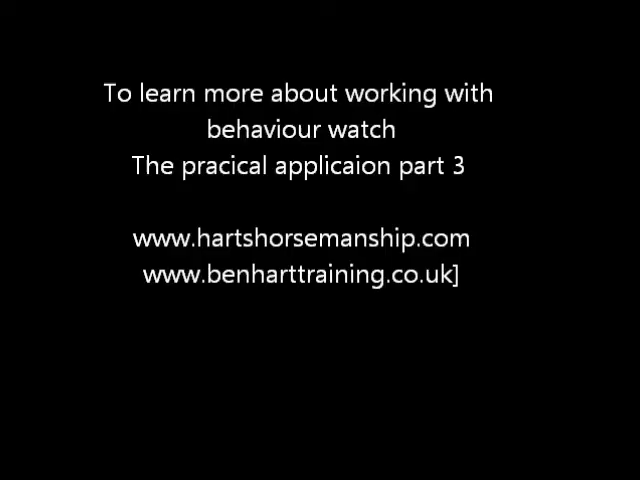 To learn more about working with
behaviour watch
The pracical applicaion part 3
www.hartshorsemanship.com
www.benharttraining.co.uk]